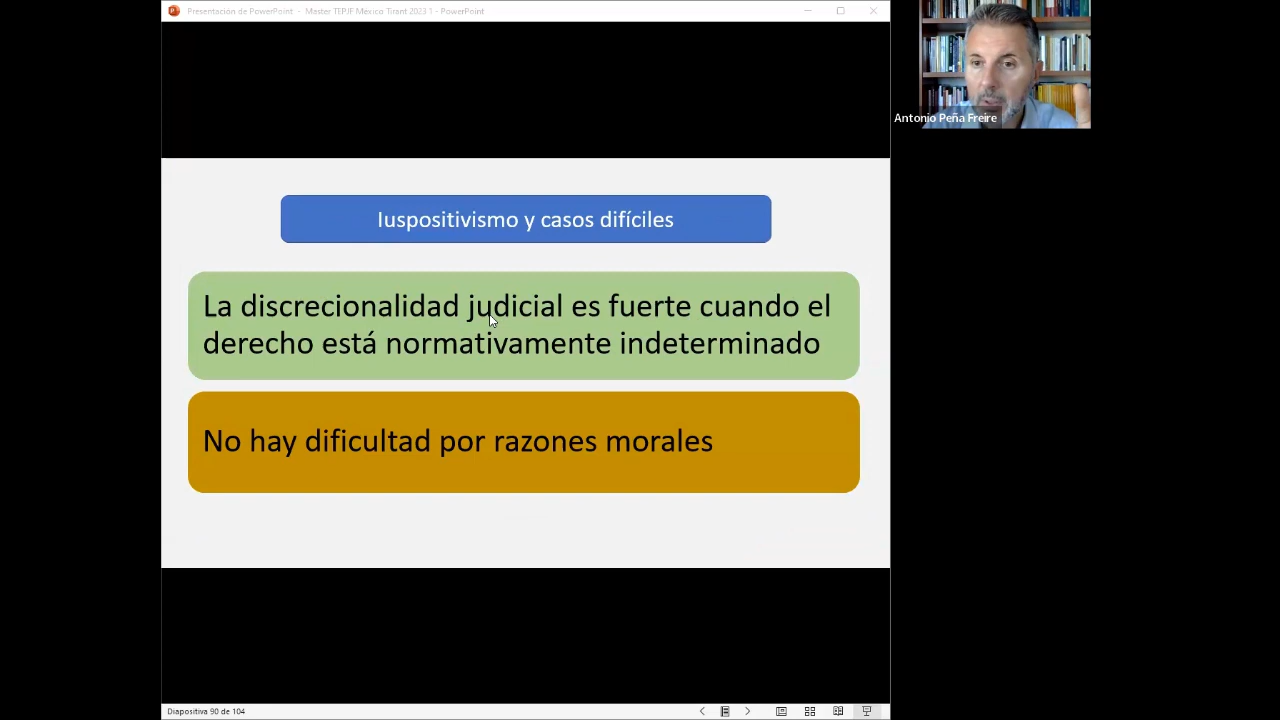 Presentación de PowerPoint - Master TEPJF México Tirant 2023 1 - PowerPoint
Antonio Peña Freire
Iuspositivismo y casos difíciles
La discrecionalidad judicial es fuerte cuando el
derecho está normativamente indeterminado
No hay dificultad por razones morales
Diapositiva 90 de 104